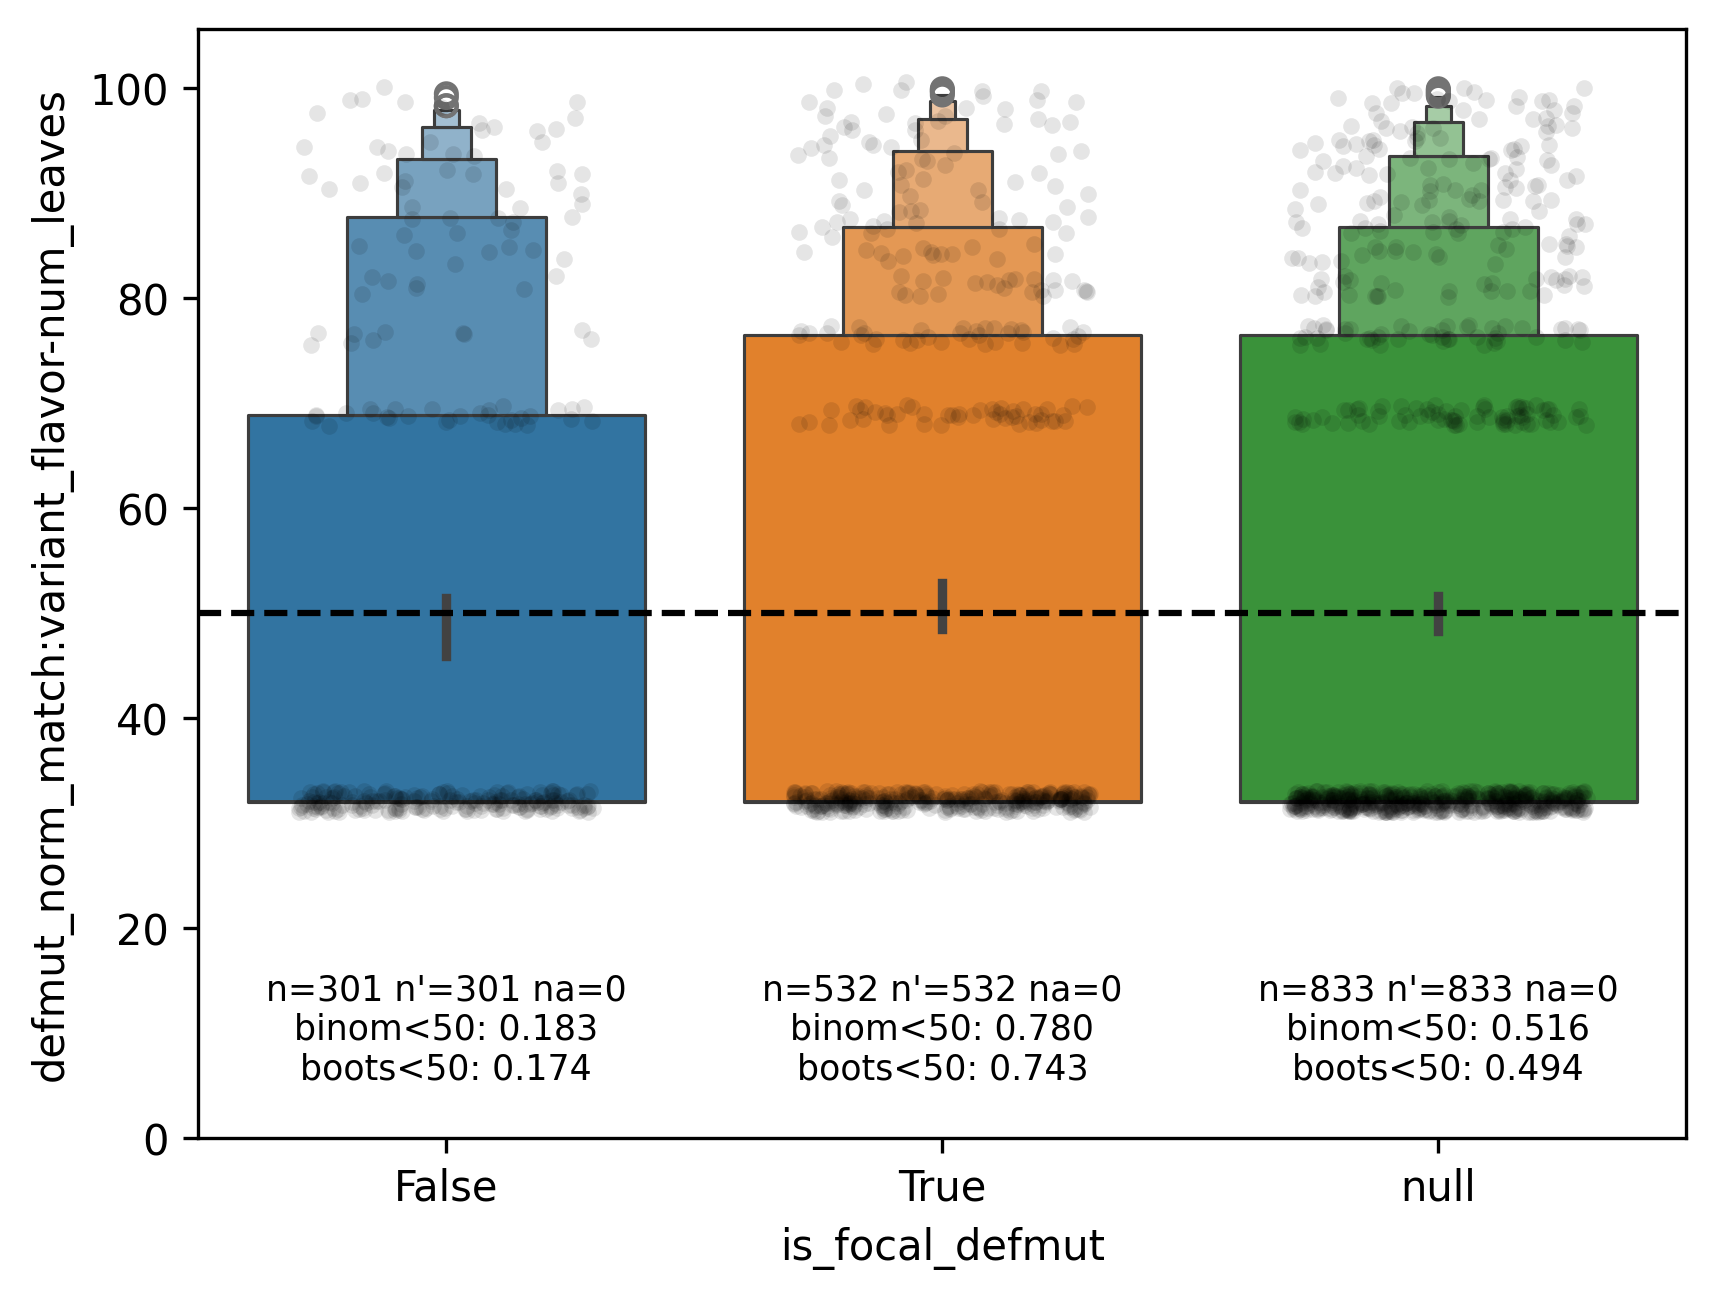 defmut_norm_match:variant_flavor-num_leaves
100
80
60
40
20
0
n=301 n'=301 na=0
binom<50: 0.183
boots<50: 0.174
n=532 n'=532 na=0
binom<50: 0.780
boots<50: 0.743
n=833 n'=833 na=0
binom<50: 0.516
boots<50: 0.494
False
True
null
is_focal_defmut